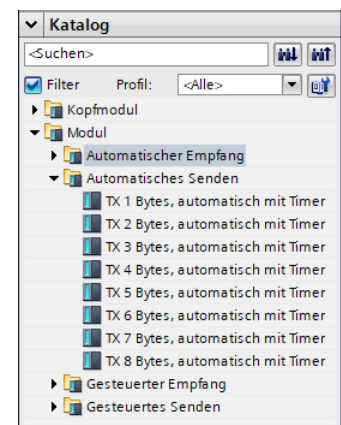 Katalog
<Suchen>
Filter Profil: <Alle>
Kopfmodul
Modul
Automatischer Empfang
Automatisches Senden
TX 1 Bytes, automatisch mit Timer
TX 2 Bytes, automatisch mit Timer
TX 3 Bytes, automatisch mit Timer
TX 4 Bytes, automatisch mit Timer
TX 5 Bytes, automatisch mit Timer
TX 6 Bytes, automatisch mit Timer
TX 7 Bytes, automatisch mit Timer
TX 8 Bytes, automatisch mit Timer
Gesteuerter Empfang
Gesteuertes Senden